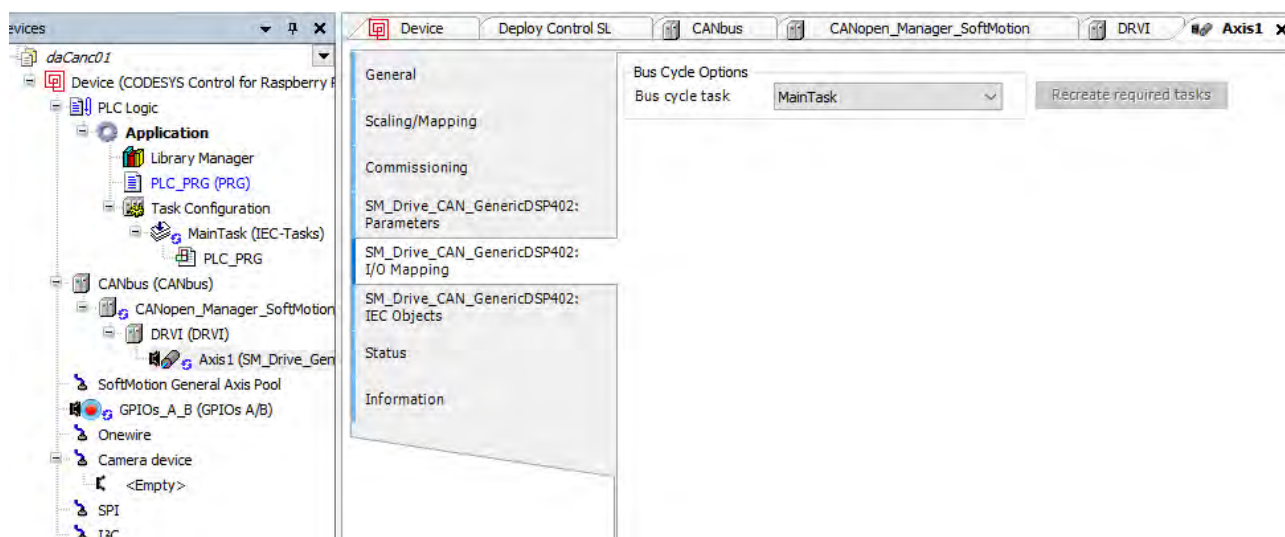 evices
daCanc01
Device (CODESYS Control for Raspberry P
PLC Logic
Application
Library Manager
PLC_PRG (PRG)
Task Configuration
MainTask (IEC-Tasks)
PLC_PRG
CANbus (CANbus)
CANopen_Manager_SoftMotion
DRVI (DRVI)
Axis1 (SM_Drive_Gen
SoftMotion General Axis Pool
GPIOs_A_B (GPIOs A/B)
Onewire
Camera device
<Empty>
SPI
I²C
Device
Deploy Control SL
CANbus
CANopen_Manager_SoftMotion
DRVI
Axis1
General
Scaling/Mapping
Commissioning
SM_Drive_CAN_GenericDSP402:
Parameters
SM_Drive_CAN_GenericDSP402:
I/O Mapping
SM_Drive_CAN_GenericDSP402:
IEC Objects
Status
Information
Bus Cycle Options
Bus cycle task MainTask Recreate required tasks